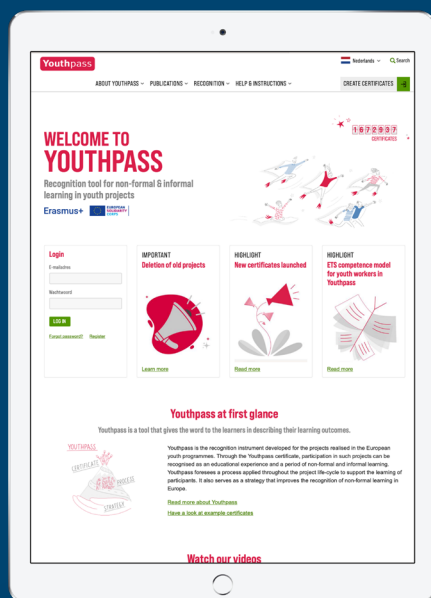 Youthpass
Nederlands
Search
ABOUT YOUTHPASS
PUBLICATIONS
RECOGNITION
HELP & INSTRUCTIONS
CREATE CERTIFICATES
WELCOME TO
YOUTHPASS
Recognition tool for non-formal & informal
learning in youth projects
Erasmus+
EUROPEAN
SOLIDARITY
CORPS
1672937
CERTIFICATES
Login
E-mailadres
Wachtwoord
LOG IN
Forgot password?
Register
IMPORTANT
Deletion of old projects
Learn more
HIGHLIGHT
New certificates launched
Read more
HIGHLIGHT
ETS competence model
for youth workers in
Youthpass
Read more
Youthpass at first glance
Youthpass is a tool that gives the word to the learners in describing their learning outcomes.
YOUTHPASS
CERTIFICATE
PROCESS
STRATEGY
Youthpass is the recognition instrument developed for the projects realised in the European
youth programmes. Through the Youthpass certificate, participation in such projects can be
recognised as an educational experience and a period of non-formal and informal learning.
Youthpass foresees a process applied throughout the project life-cycle to support the learning of
participants. It also serves as a strategy that improves the recognition of non-formal learning in
Europe.
Read more about Youthpass
Have a look at example certificates
Watch our videos